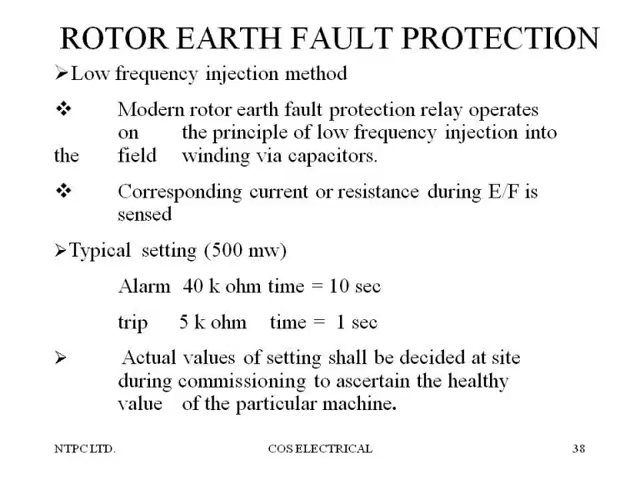 ROTOR EARTH FAULT PROTECTION
➢Low frequency injection method
❖ Modern rotor earth fault protection relay operates
on the principle of low frequency injection into
the field winding via capacitors.
❖ Corresponding current or resistance during E/F is
sensed
➢Typical setting (500 mw)
Alarm 40 k ohm time = 10 sec
trip 5 k ohm time = 1 sec
➢ Actual values of setting shall be decided at site
during commissioning to ascertain the healthy
value of the particular machine.
NTPC LTD. COS ELECTRICAL 38